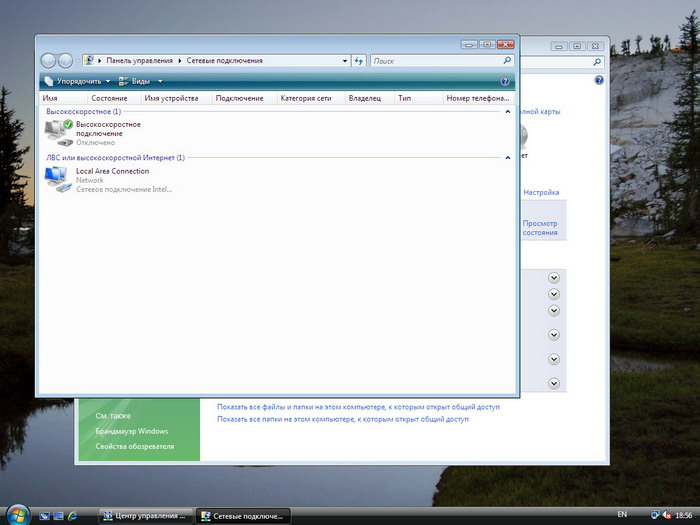 Панель управления ▸ Сетевые подключения
Поиск
Упорядочить Виды
Имя Состояние Имя устройства Подключение Категория сети Владелец Тип Номер телефона...
Высокоскоростное (1)
Высокоскоростное
подключение
Отключено
ЛВС или высокоскоростной Интернет (1)
Local Area Connection
Network
Сетевое подключение Intel...
карты
Настройка
Просмотр
состояния
Показать все файлы и папки на этом компьютере, к которым открыт общий доступ
Показать все папки на этом компьютере, к которым открыт общий доступ
См. также
Брандмауэр Windows
Свойства обозревателя
Центр управления ...
Сетевые подключе...
EN
18:56